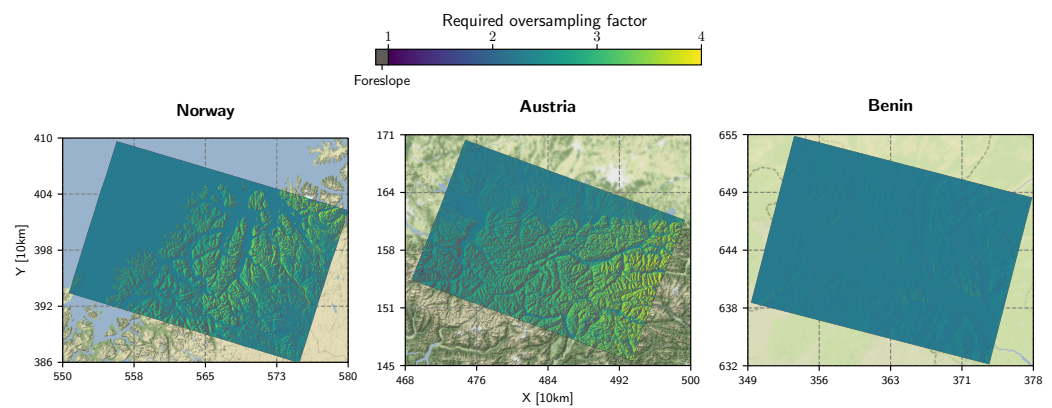 Required oversampling factor
1 2 3 4
Foreslope
Norway Austria Benin
410 404 398 392 386
Y [10km]
550 558 565 573 580
171 164 158 151 145
468 476 484 492 500
X [10km]
655 649 644 638 632
349 356 363 371 378